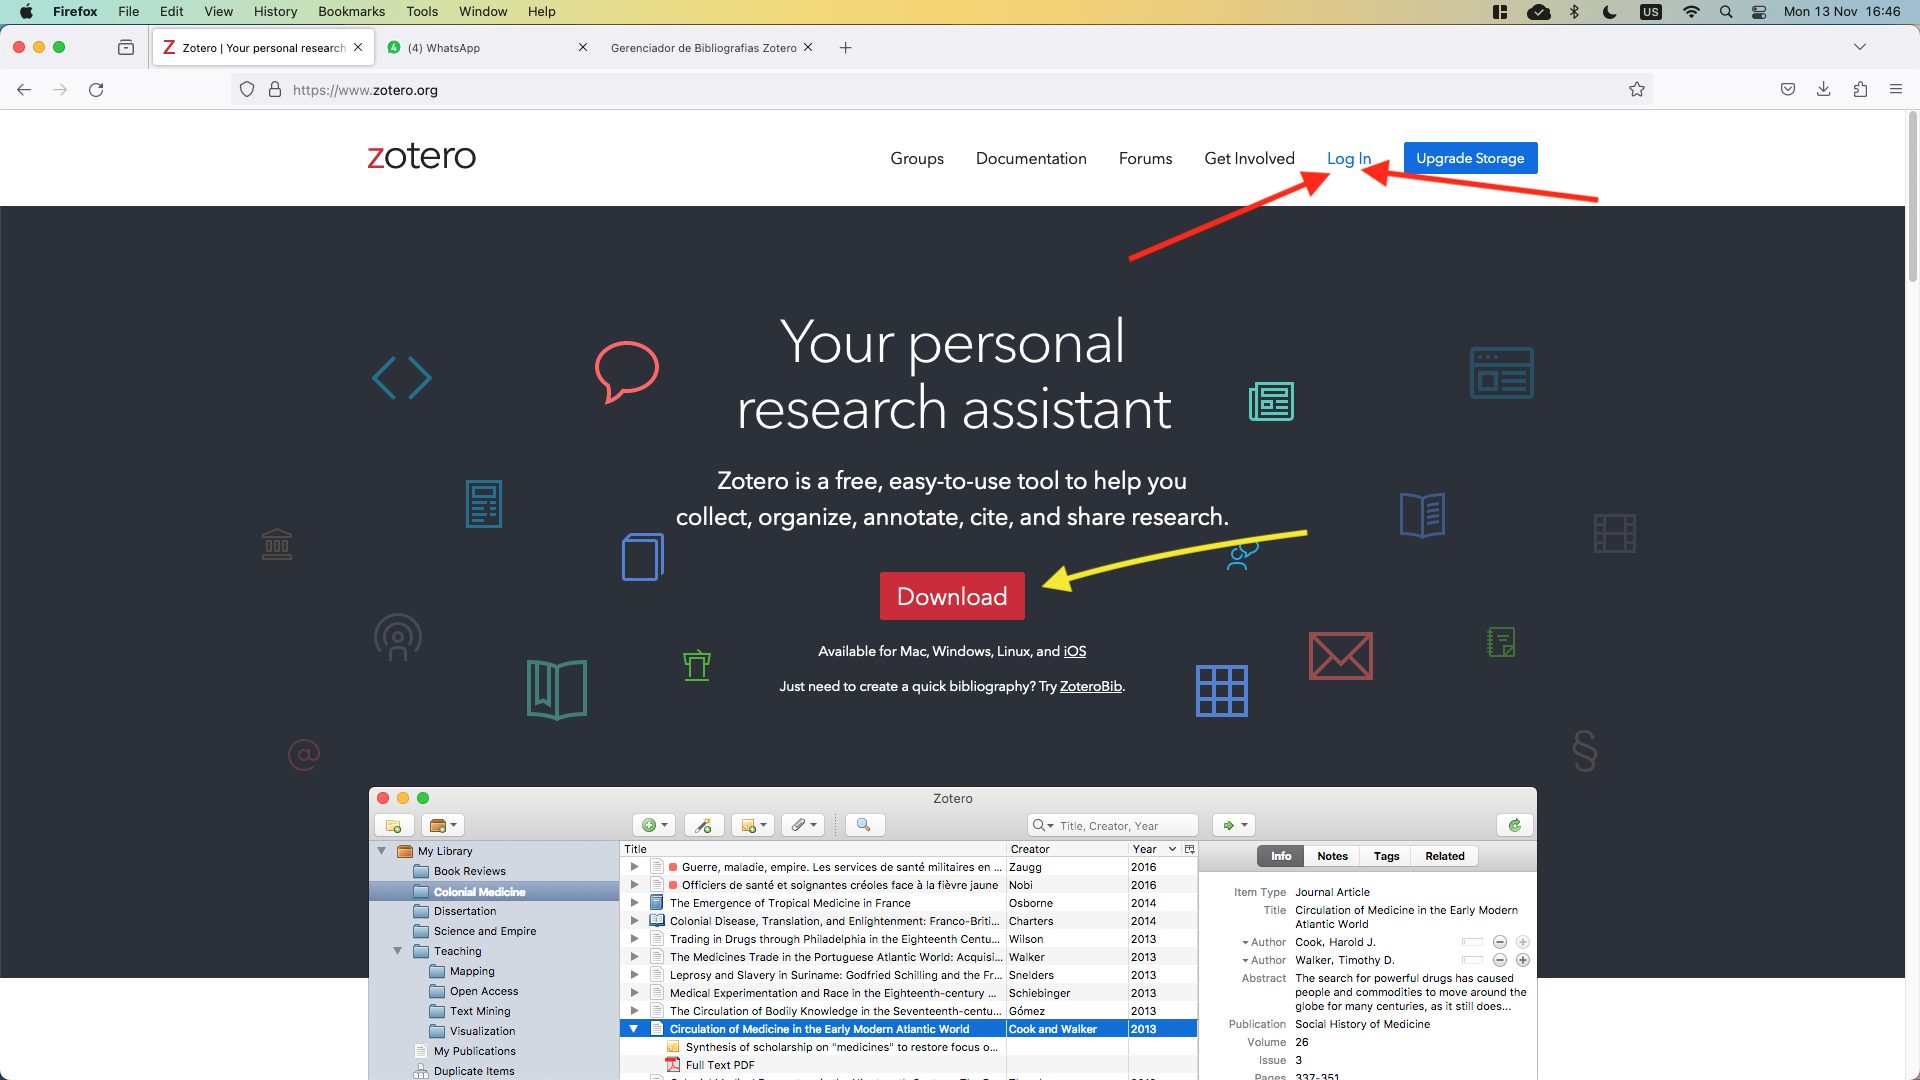 Firefox File Edit View History Bookmarks Tools Window Help US Mon 13 Nov 16:46
Zotero | Your personal research
(4) WhatsApp
Gerenciador de Bibliografias Zotero
https://www.zotero.org
zotero
Groups Documentation Forums Get Involved Log In Upgrade Storage
Your personal
research assistant
Zotero is a free, easy-to-use tool to help you
collect, organize, annotate, cite, and share research.
Download
Available for Mac, Windows, Linux, and iOS
Just need to create a quick bibliography? Try ZoteroBib.
Zotero
Title, Creator, Year
My Library
Book Reviews
Colonial Medicine
Dissertation
Science and Empire
Teaching
Mapping
Open Access
Text Mining
Visualization
My Publications
Duplicate Items
Title Creator Year
Guerre, maladie, empire. Les services de santé militaires en ... Zaugg 2016
Officiers de santé et soignantes créoles face à la fièvre jaune Nobi 2016
The Emergence of Tropical Medicine in France Osborne 2014
Colonial Disease, Translation, and Enlightenment: Franco-Briti... Charters 2014
Trading in Drugs through Philadelphia in the Eighteenth Centu... Wilson 2013
The Medicines Trade in the Portuguese Atlantic World: Acquisi... Walker 2013
Leprosy and Slavery in Suriname: Godfried Schilling and the Fr... Snelders 2013
Medical Experimentation and Race in the Eighteenth-century ... Schiebinger 2013
The Circulation of Bodily Knowledge in the Seventeenth-centu... Gómez 2013
Circulation of Medicine in the Early Modern Atlantic World Cook and Walker 2013
Synthesis of scholarship on "medicines" to restore focus o...
Full Text PDF
Info Notes Tags Related
Item Type Journal Article
Title Circulation of Medicine in the Early Modern
Atlantic World
Author Cook, Harold J.
Author Walker, Timothy D.
Abstract The search for powerful drugs has caused
people and commodities to move around the
globe for many centuries, as it still does...
Publication Social History of Medicine
Volume 26
Issue 3
Pages 337-351